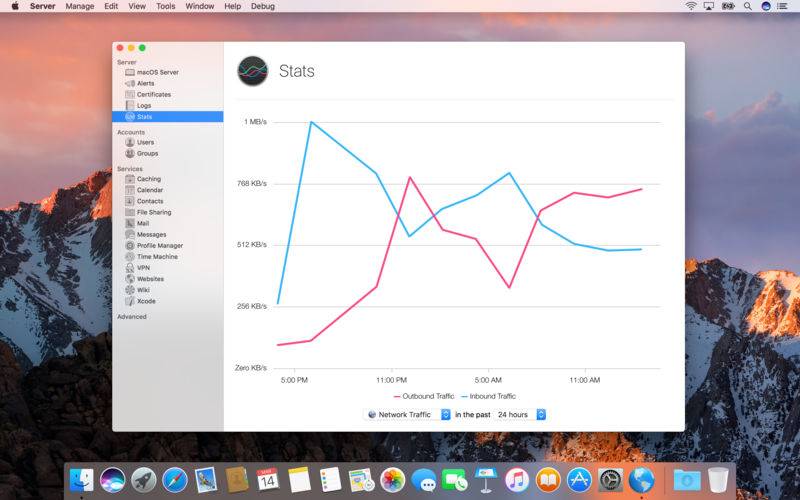 Server Manage Edit View Tools Window Help Debug
Stats
Server
macOS Server
Alerts
Certificates
Logs
Stats
Accounts
Users
Groups
Services
Caching
Calendar
Contacts
File Sharing
Mail
Messages
Profile Manager
Time Machine
VPN
Websites
Wiki
Xcode
Advanced
1 MB/s
768 KB/s
512 KB/s
256 KB/s
Zero KB/s
5:00 PM 11:00 PM 5:00 AM 11:00 AM
Outbound Traffic Inbound Traffic
Network Traffic in the past 24 hours
14